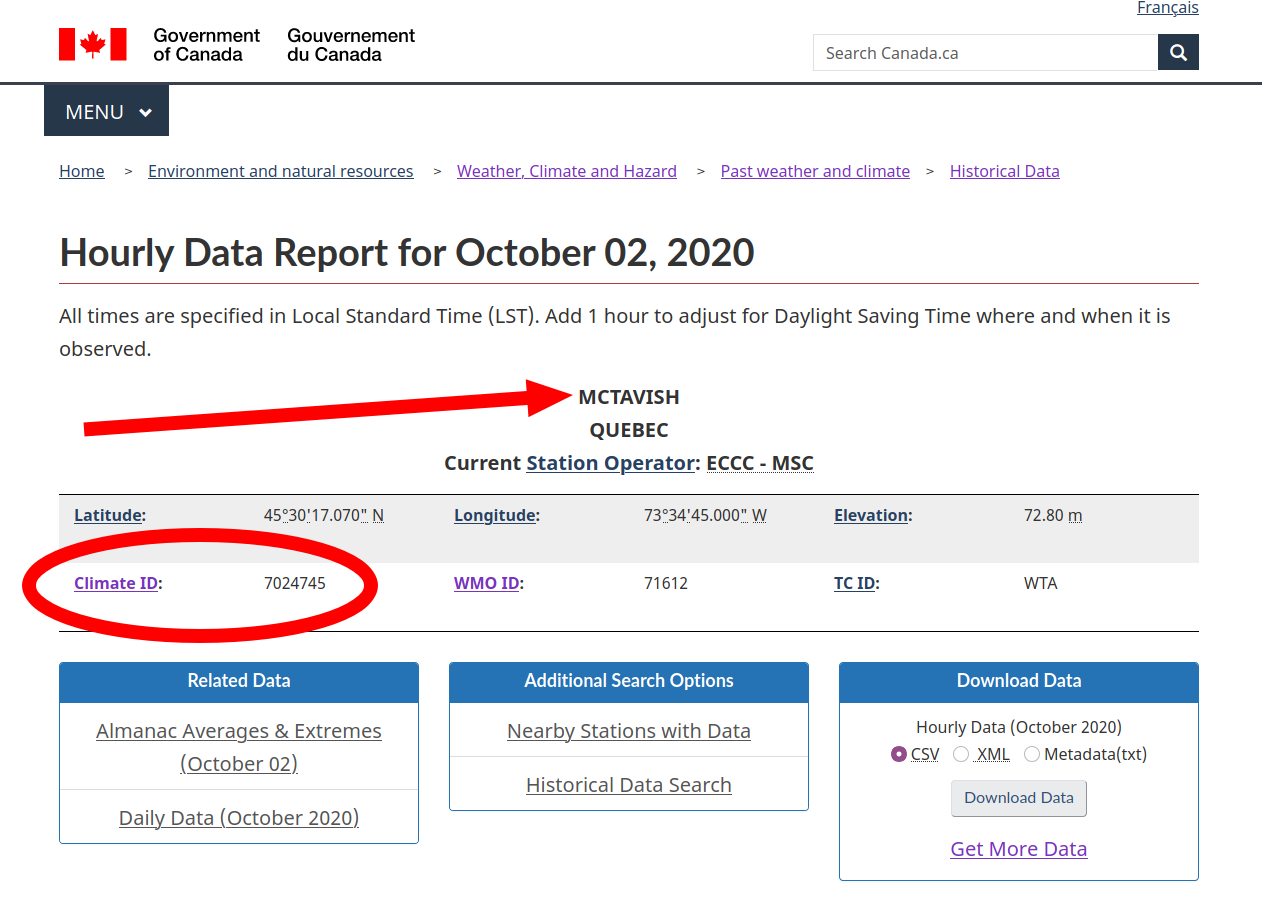 Français
Government of Canada
Gouvernement du Canada
Search Canada.ca
MENU
Home > Environment and natural resources > Weather, Climate and Hazard > Past weather and climate > Historical Data
Hourly Data Report for October 02, 2020
All times are specified in Local Standard Time (LST). Add 1 hour to adjust for Daylight Saving Time where and when it is
observed.
MCTAVISH
QUEBEC
Current Station Operator: ECCC - MSC
Latitude: 45°30'17.070" N Longitude: 73°34'45.000" W Elevation: 72.80 m
Climate ID: 7024745 WMO ID: 71612 TC ID: WTA
Related Data
Almanac Averages & Extremes
(October 02)
Daily Data (October 2020)
Additional Search Options
Nearby Stations with Data
Historical Data Search
Download Data
Hourly Data (October 2020)
CSV XML Metadata(txt)
Download Data
Get More Data